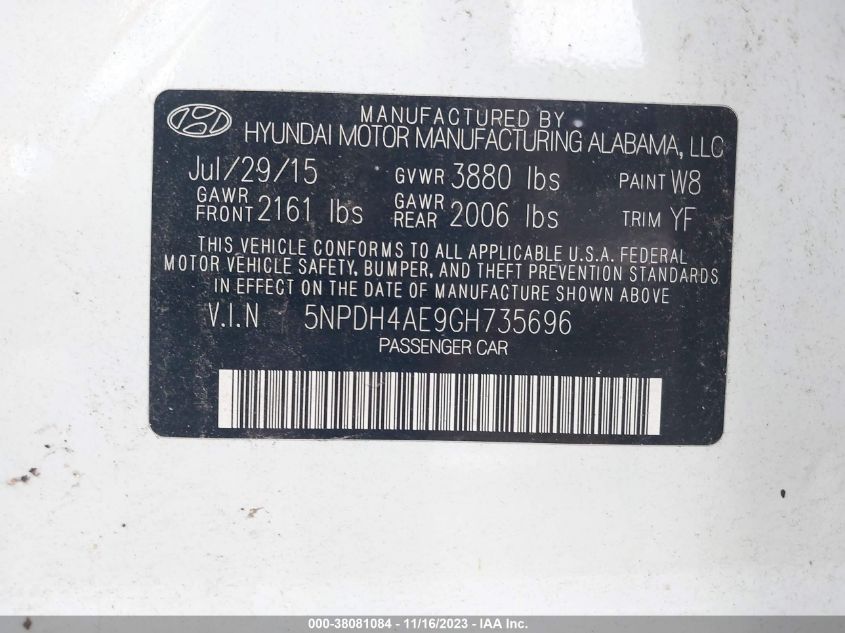 MANUFACTURED BY
HYUNDAI MOTOR MANUFACTURING ALABAMA, LLC
Jul/29/15 GVWR 3880 lbs PAINT W8
GAWR FRONT 2161 lbs GAWR REAR 2006 lbs TRIM YF
THIS VEHICLE CONFORMS TO ALL APPLICABLE U.S.A. FEDERAL
MOTOR VEHICLE SAFETY, BUMPER, AND THEFT PREVENTION STANDARDS
IN EFFECT ON THE DATE OF MANUFACTURE SHOWN ABOVE
V.I.N 5NPDH4AE9GH735696
PASSENGER CAR
000-38081084 - 11/16/2023 - IAA Inc.